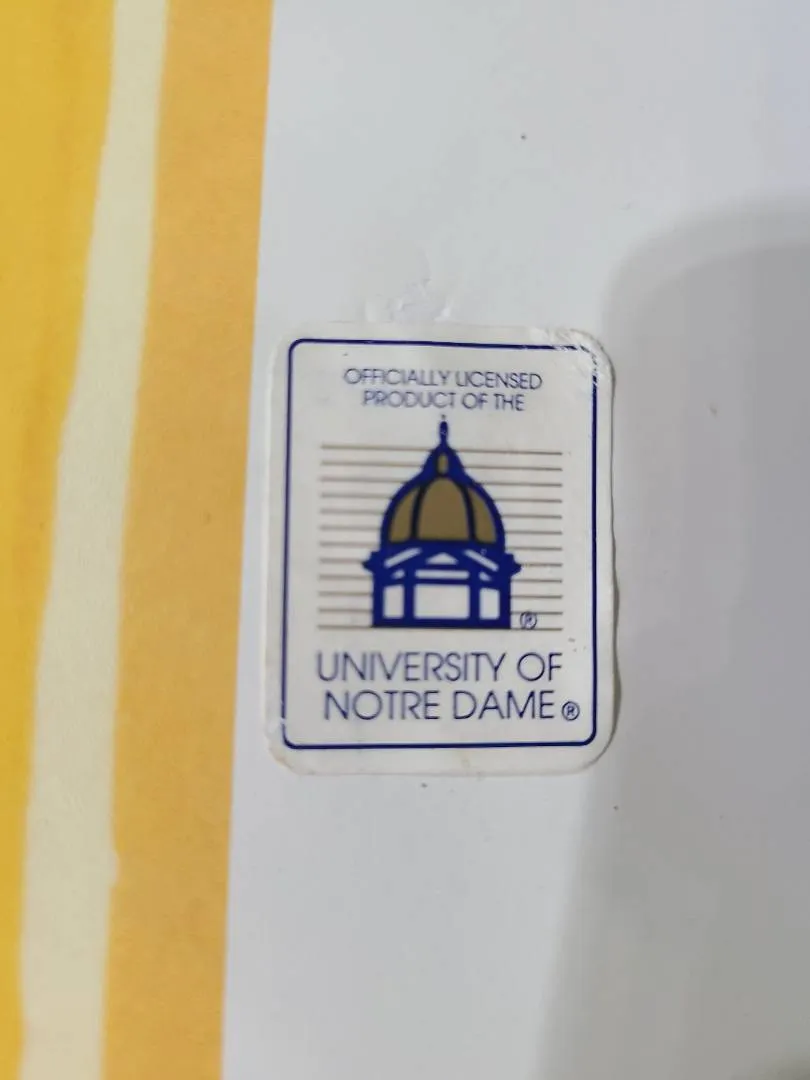 OFFICIALLY LICENSED
PRODUCT OF THE
®
UNIVERSITY OF
NOTRE DAME®